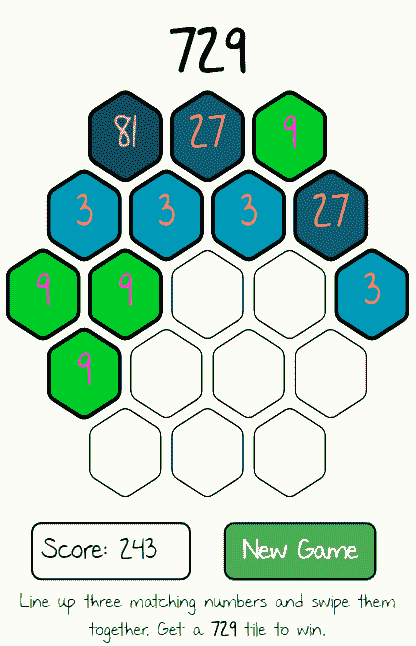 729
81 27 9
3 3 3 27
9 9 3
9
Score: 243 New Game
Line up three matching numbers and swipe them
together. Get a 729 tile to win.